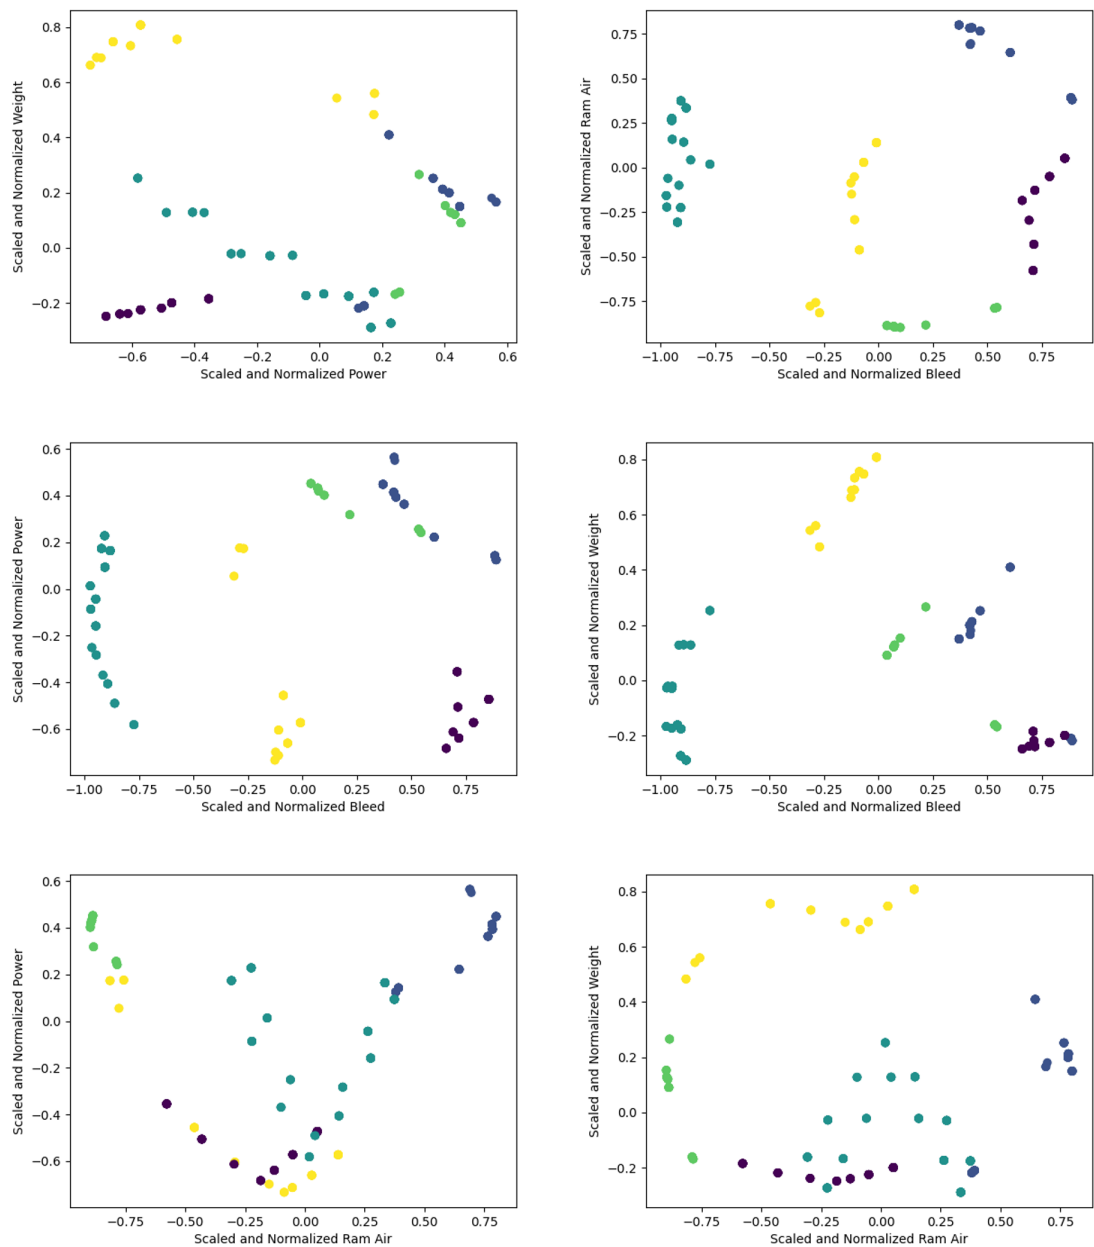 0.8
0.6
0.4
0.2
0.0
−0.2
Scaled and Normalized Weight
−0.6 −0.4 −0.2 0.0 0.2 0.4 0.6
Scaled and Normalized Power
0.75
0.50
0.25
0.00
−0.25
−0.50
−0.75
Scaled and Normalized Ram Air
−1.00 −0.75 −0.50 −0.25 0.00 0.25 0.50 0.75
Scaled and Normalized Bleed
0.6
0.4
0.2
0.0
−0.2
−0.4
−0.6
Scaled and Normalized Power
−1.00 −0.75 −0.50 −0.25 0.00 0.25 0.50 0.75
Scaled and Normalized Bleed
0.8
0.6
0.4
0.2
0.0
−0.2
Scaled and Normalized Weight
−1.00 −0.75 −0.50 −0.25 0.00 0.25 0.50 0.75
Scaled and Normalized Bleed
0.6
0.4
0.2
0.0
−0.2
−0.4
−0.6
Scaled and Normalized Power
−0.75 −0.50 −0.25 0.00 0.25 0.50 0.75
Scaled and Normalized Ram Air
0.8
0.6
0.4
0.2
0.0
−0.2
Scaled and Normalized Weight
−0.75 −0.50 −0.25 0.00 0.25 0.50 0.75
Scaled and Normalized Ram Air